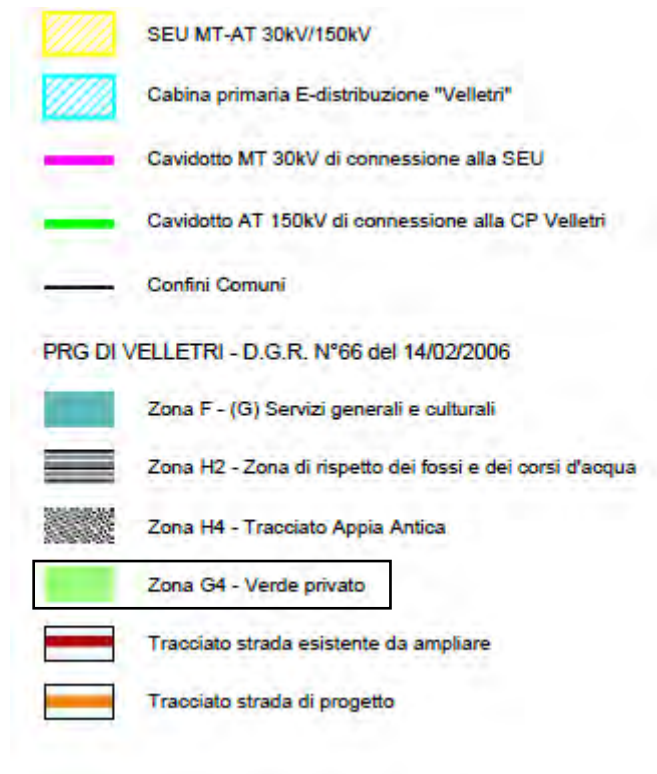 SEU MT-AT 30kV/150kV
Cabina primaria E-distribuzione "Velletri"
Cavidotto MT 30kV di connessione alla SEU
Cavidotto AT 150kV di connessione alla CP Velletri
Confini Comuni
PRG DI VELLETRI - D.G.R. N°66 del 14/02/2006
Zona F - (G) Servizi generali e culturali
Zona H2 - Zona di rispetto dei fossi e dei corsi d'acqua
Zona H4 - Tracciato Appia Antica
Zona G4 - Verde privato
Tracciato strada esistente da ampliare
Tracciato strada di progetto